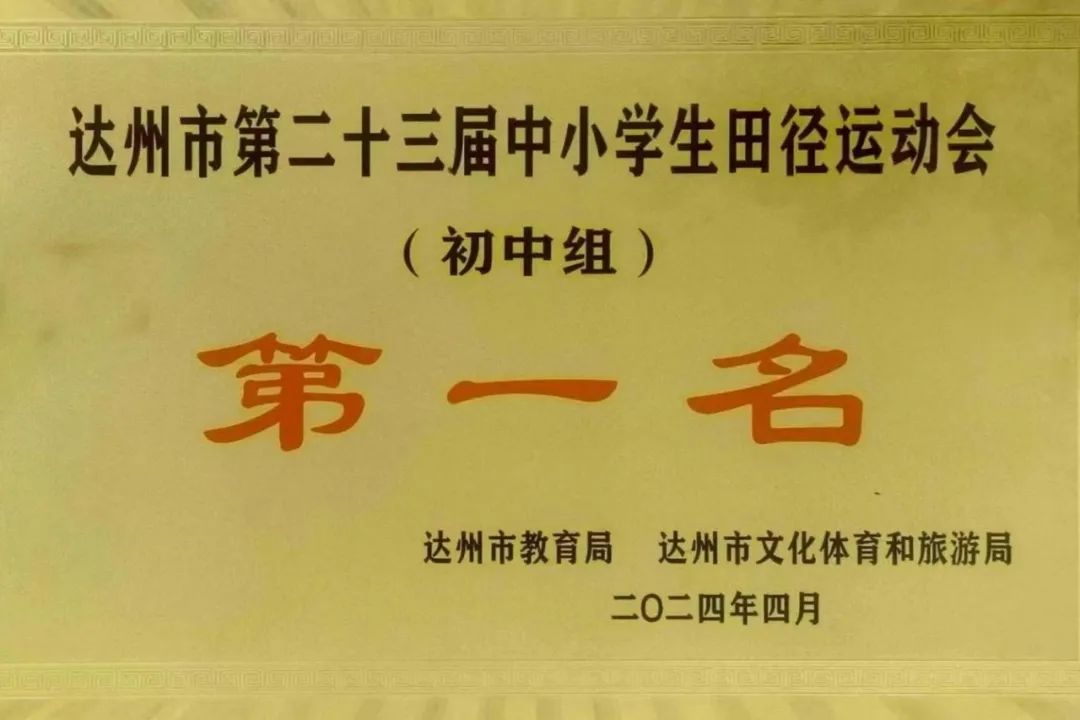 达州市第二十三届中小学生田径运动会
（初中组）
第一名
达州市教育局 达州市文化体育和旅游局
二〇二四年四月